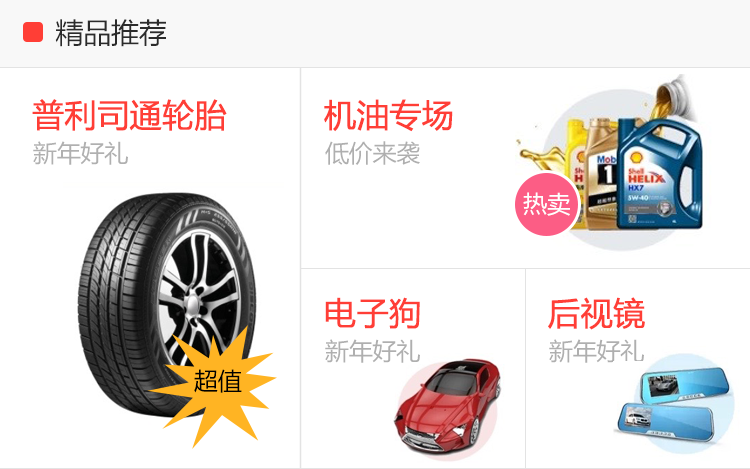 精品推荐
普利司通轮胎
新年好礼
超值
机油专场
低价来袭
热卖
Mobil
1
Shell
HELIX
HX7
5W-40
电子狗
新年好礼
后视镜
新年好礼